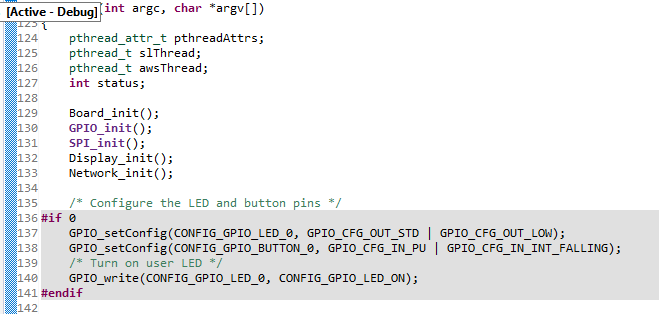 [Active - Debug]
(int argc, char *argv[])
123 {
124 pthread_attr_t pthreadAttrs;
125 pthread_t slThread;
126 pthread_t awsThread;
127 int status;
128
129 Board_init();
130 GPIO_init();
131 SPI_init();
132 Display_init();
133 Network_init();
134
135 /* Configure the LED and button pins */
136 #if 0
137 GPIO_setConfig(CONFIG_GPIO_LED_0, GPIO_CFG_OUT_STD | GPIO_CFG_OUT_LOW);
138 GPIO_setConfig(CONFIG_GPIO_BUTTON_0, GPIO_CFG_IN_PU | GPIO_CFG_IN_INT_FALLING);
139 /* Turn on user LED */
140 GPIO_write(CONFIG_GPIO_LED_0, CONFIG_GPIO_LED_ON);
141 #endif
142